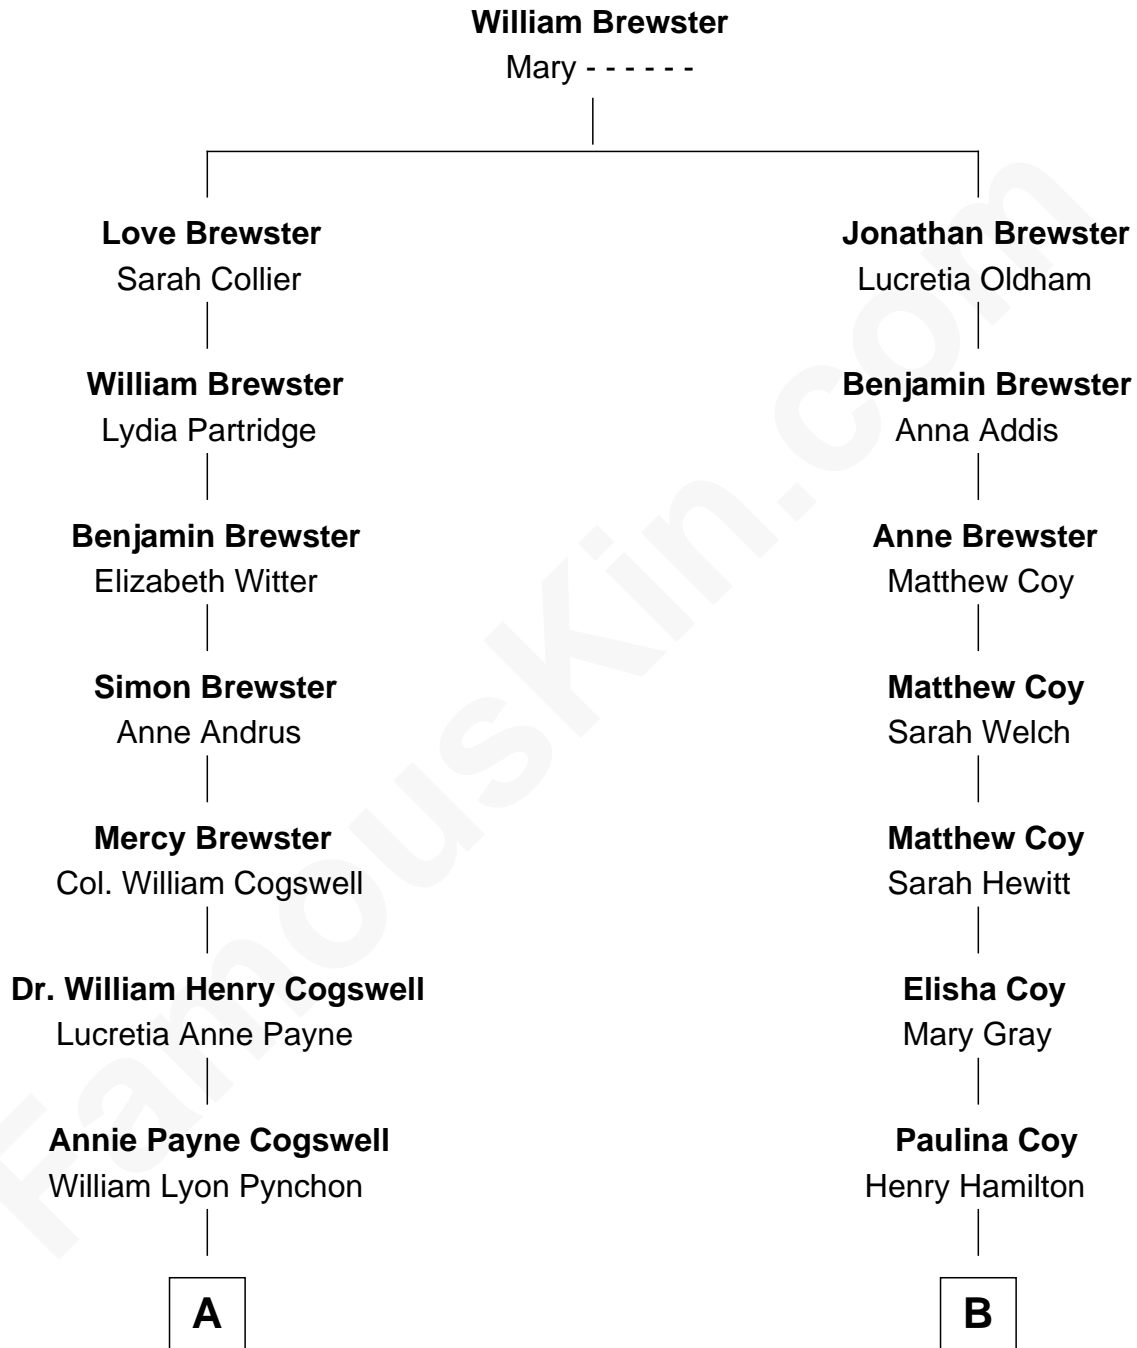 William Brewster
Mary - - - - - -
Love Brewster
Sarah Collier
Jonathan Brewster
Lucretia Oldham
William Brewster
Lydia Partridge
Benjamin Brewster
Anna Addis
Benjamin Brewster
Elizabeth Witter
Anne Brewster
Matthew Coy
Simon Brewster
Anne Andrus
Matthew Coy
Sarah Welch
Mercy Brewster
Col. William Cogswell
Matthew Coy
Sarah Hewitt
Dr. William Henry Cogswell
Lucretia Anne Payne
Elisha Coy
Mary Gray
Annie Payne Cogswell
William Lyon Pynchon
Paulina Coy
Henry Hamilton
A
B
FamousKin.com